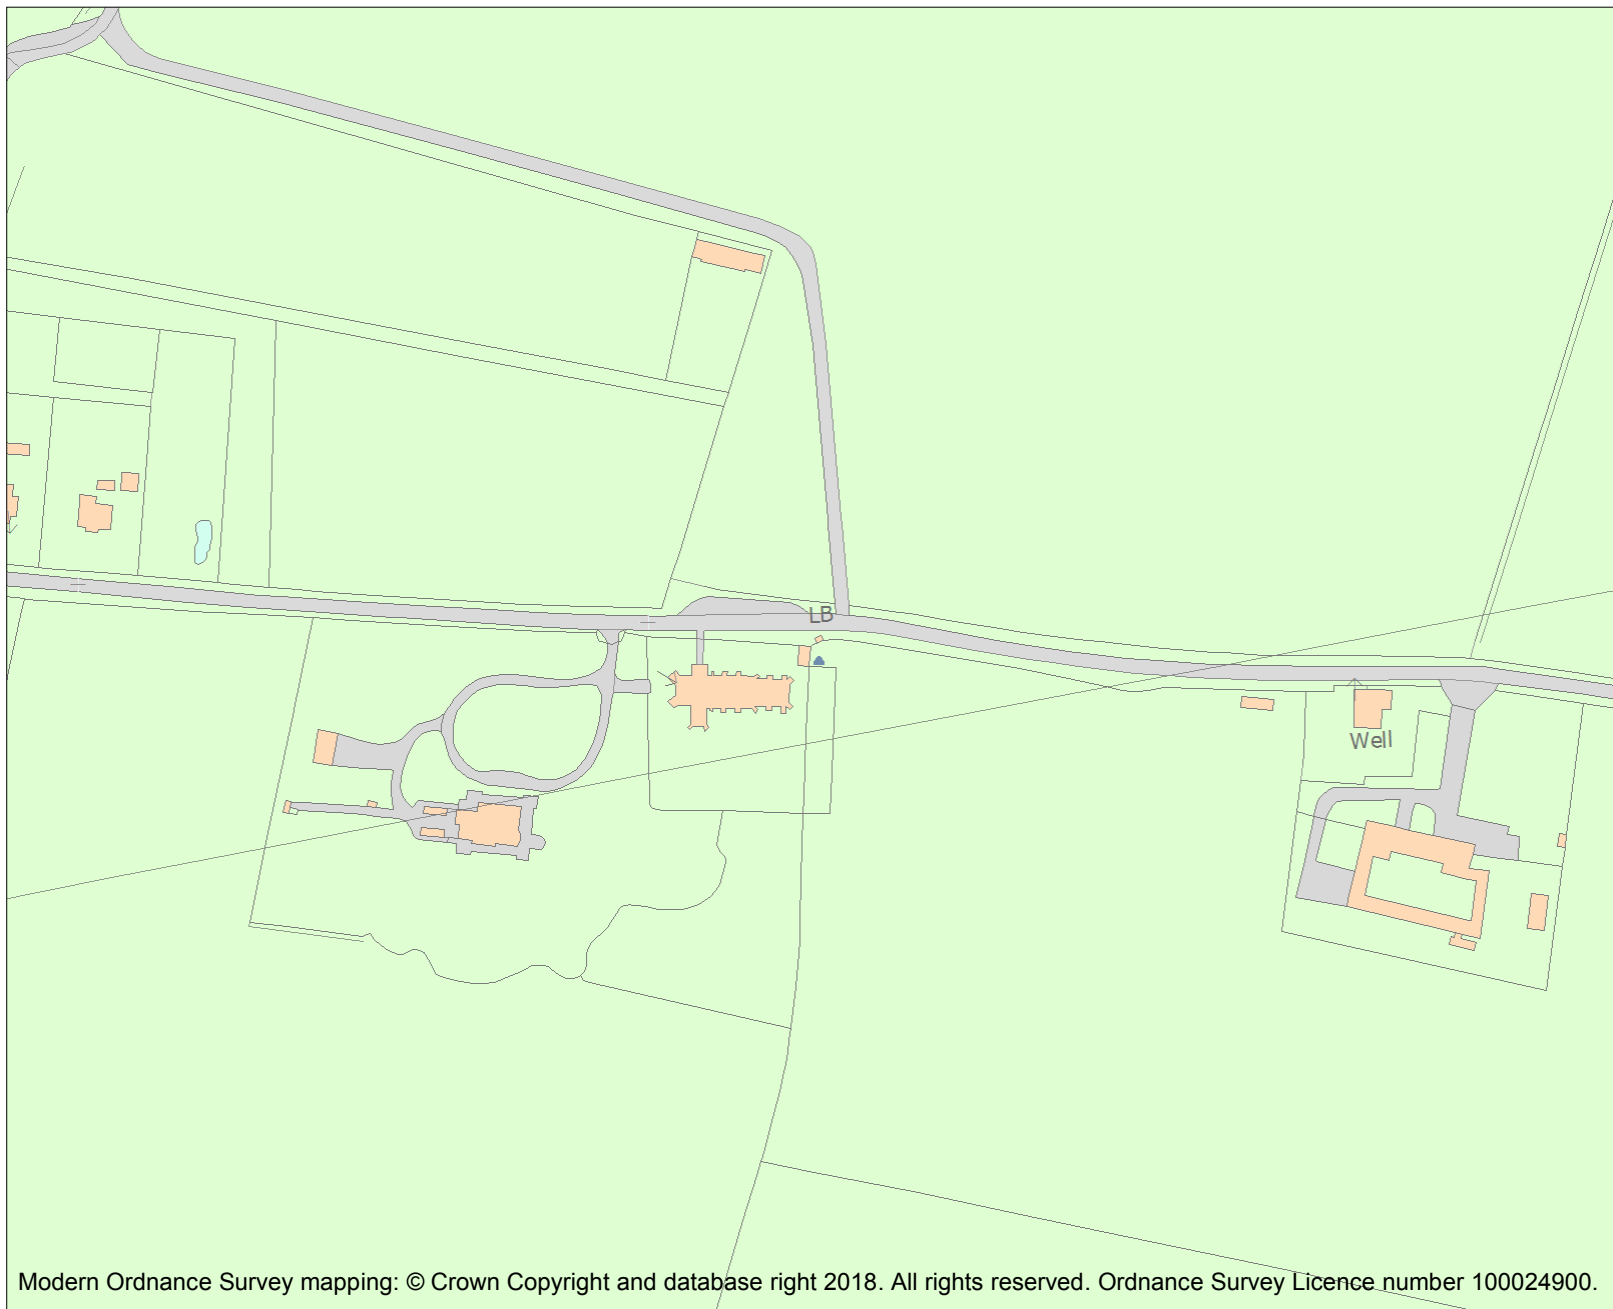 LB
Well
Modern Ordnance Survey mapping: © Crown Copyright and database right 2018. All rights reserved. Ordnance Survey Licence number 100024900.